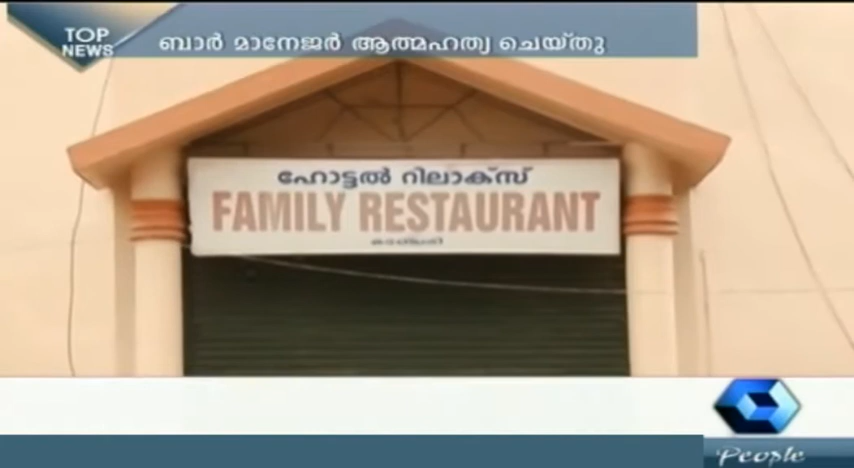 TOP
NEWS
ബാർ മാനേജർ ആത്മഹത്യ ചെയ്തു
ഹോട്ടൽ റിലാക്സ്
FAMILY RESTAURANT
People